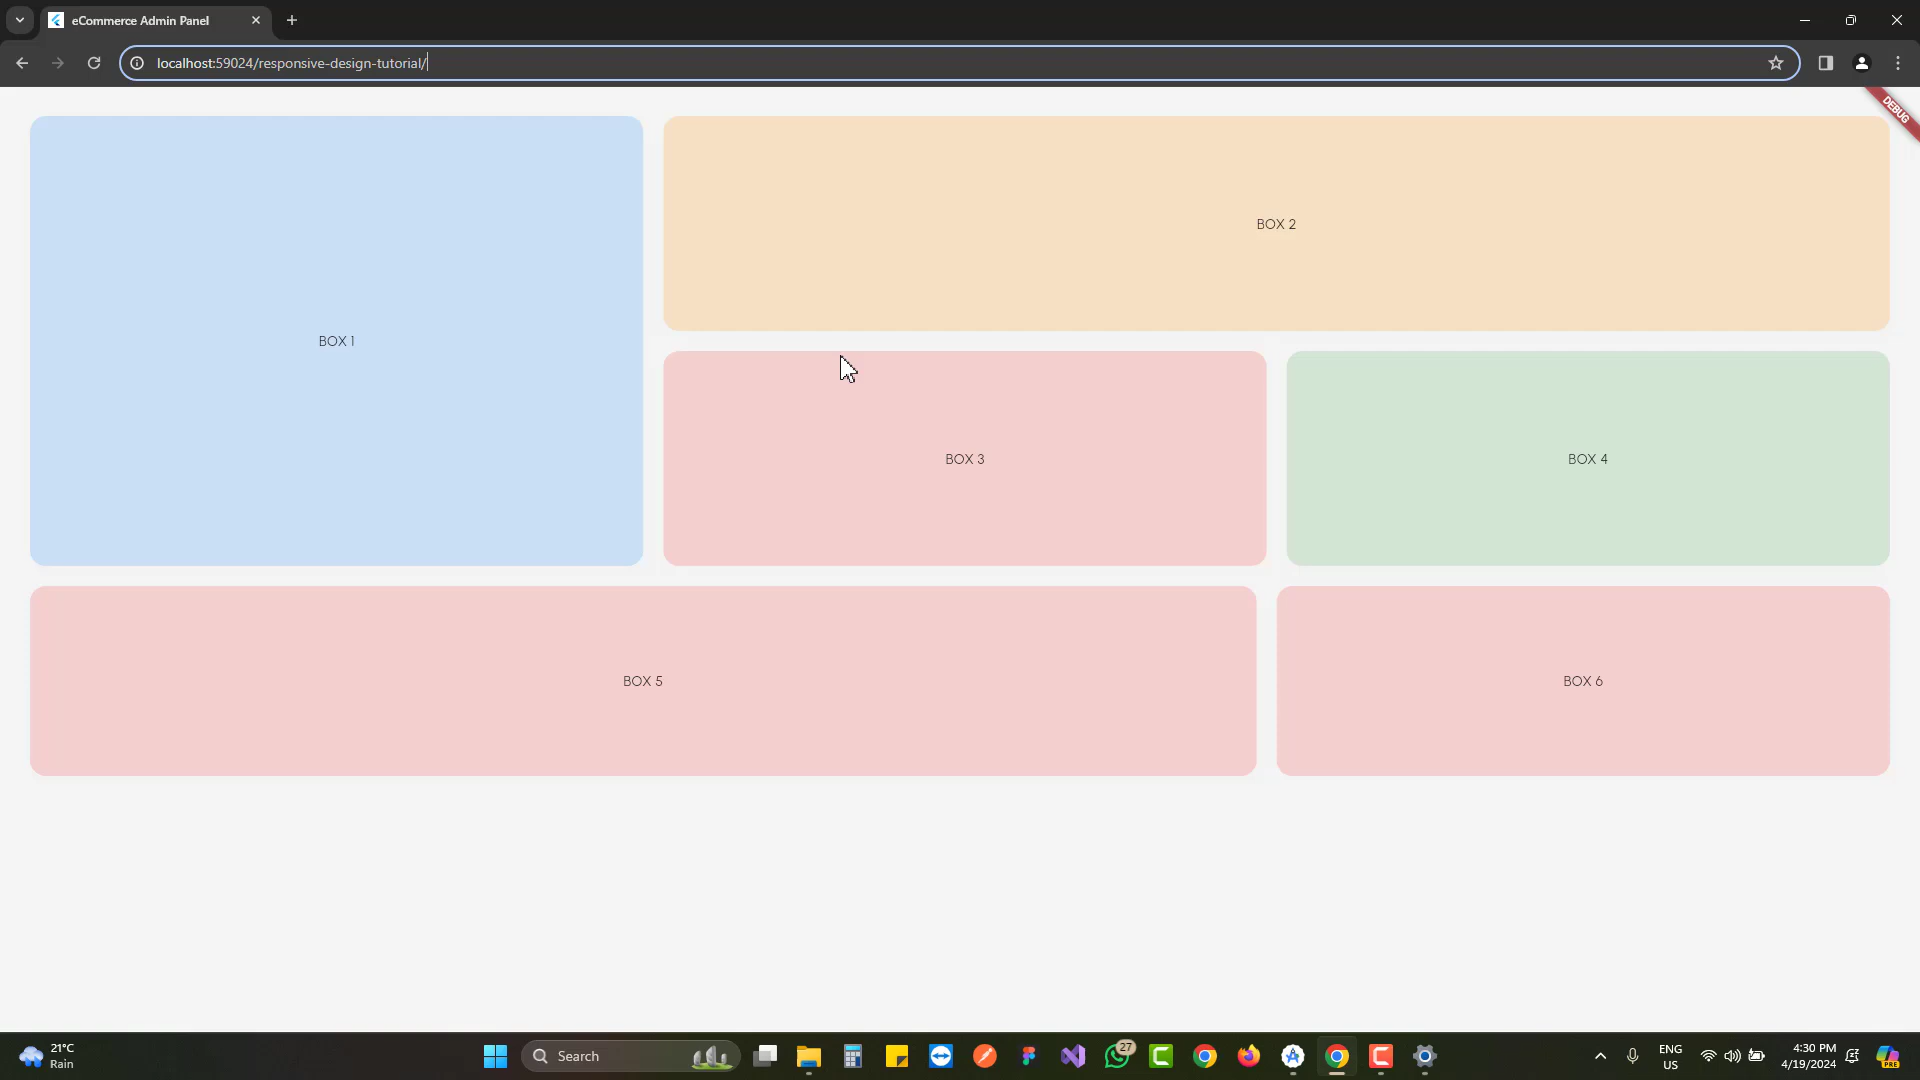 eCommerce Admin Panel
localhost:59024/responsive-design-tutorial/
DEBUG
BOX 1
BOX 2
BOX 3
BOX 4
BOX 5
BOX 6
21°C
Rain
Search
27
ENG
US
4:30 PM
4/19/2024
PRE